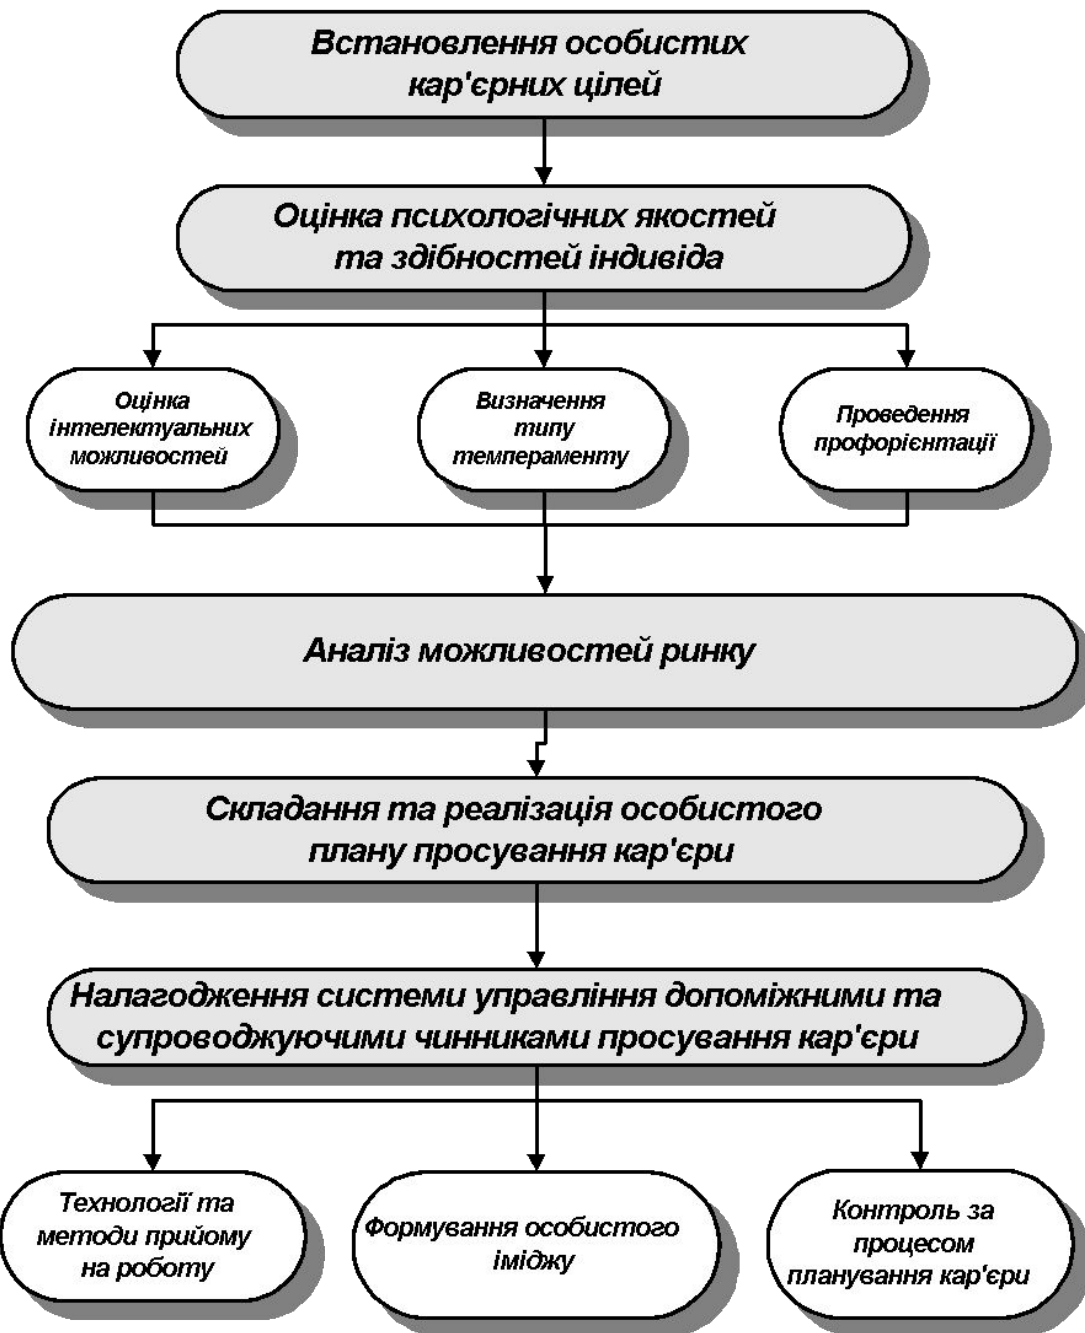 Встановлення особистих
кар'єрних цілей
Оцінка психологічних якостей
та здібностей індивіда
Оцінка
інтелектуальних
можливостей
Визначення
типу
темпераменту
Проведення
профорієнтації
Аналіз можливостей ринку
Складання та реалізація особистого
плану просування кар'єри
Налагодження системи управління допоміжними та
супроводжуючими чинниками просування кар'єри
Технології та
методи прийому
на роботу
Формування особистого
іміджу
Контроль за
процесом
планування кар'єри